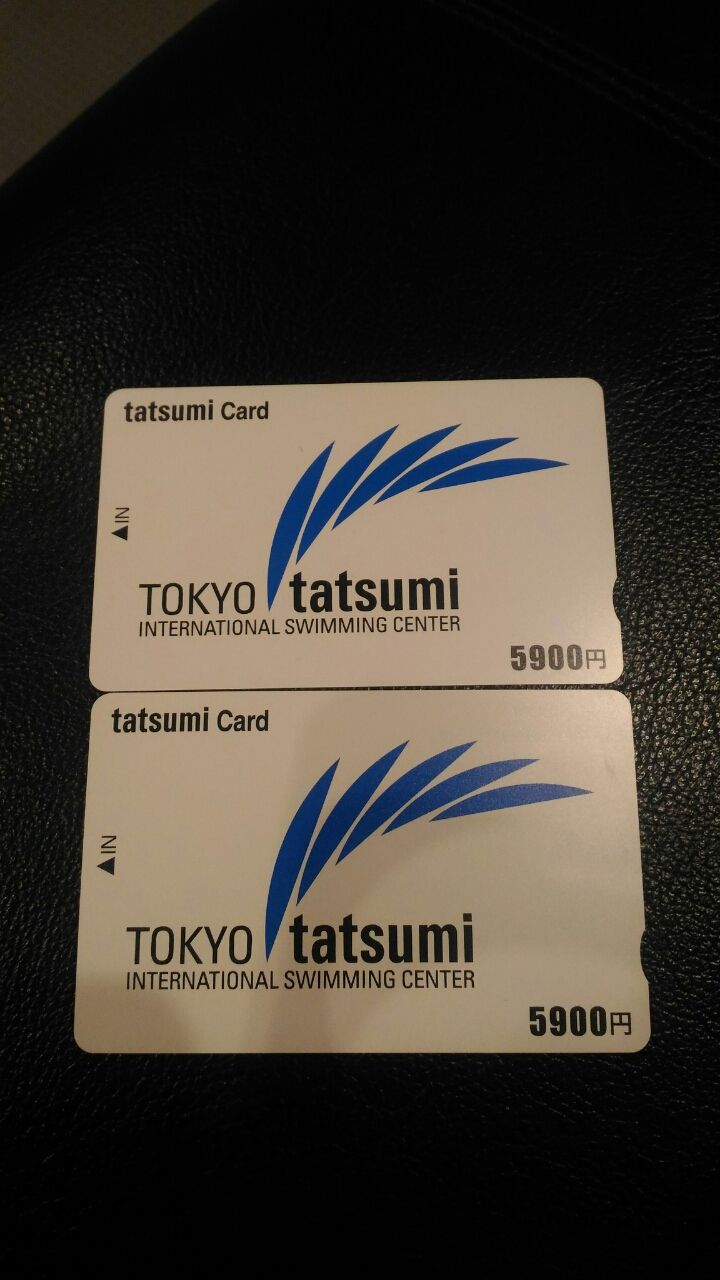 tatsumi Card
▲IN
TOKYO tatsumi
INTERNATIONAL SWIMMING CENTER
5900円
tatsumi Card
▲IN
TOKYO tatsumi
INTERNATIONAL SWIMMING CENTER
5900円